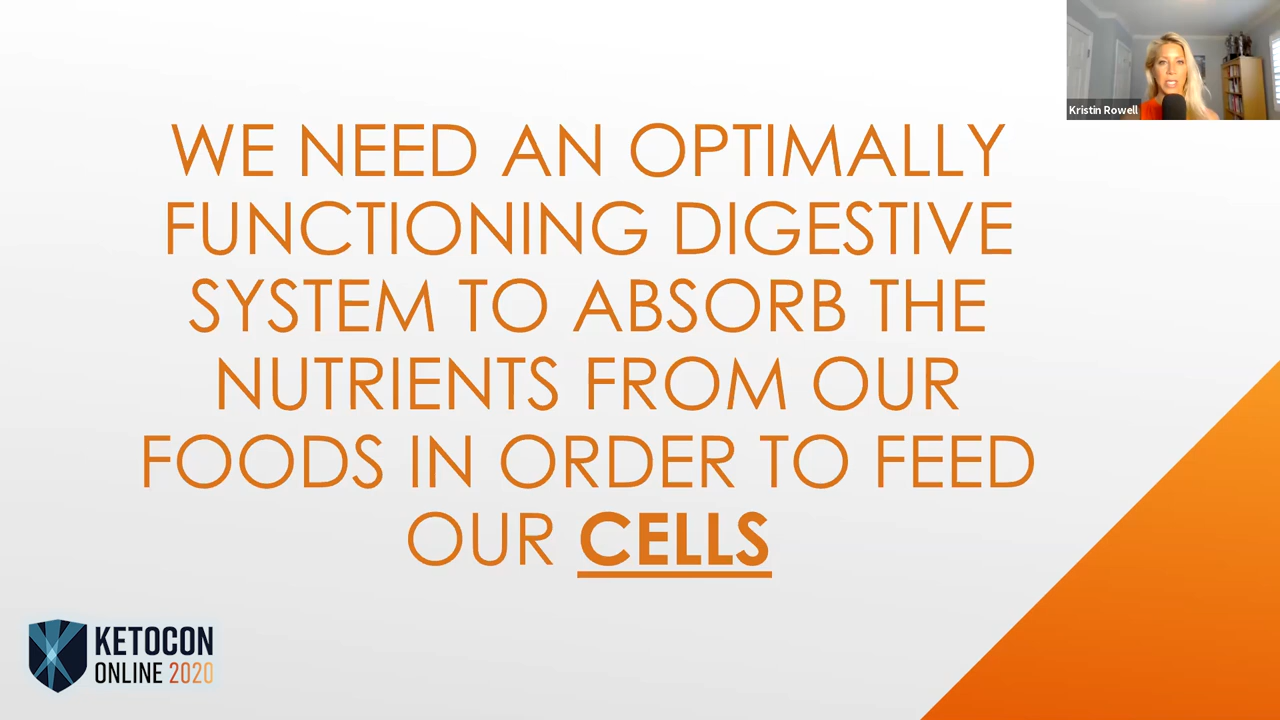 Kristin Rowell
WE NEED AN OPTIMALLY
FUNCTIONING DIGESTIVE
SYSTEM TO ABSORB THE
NUTRIENTS FROM OUR
FOODS IN ORDER TO FEED
OUR CELLS
KETOCON
ONLINE 2020